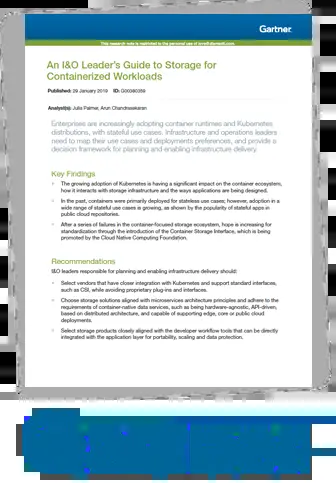 Gartner
This research note is restricted to the personal use of
An I&O Leader's Guide to Storage for
Containerized Workloads
Published: 29 January 2019 ID:
Analyst(s): Julia Palmer, Arun Chandrasekaran
Enterprises are increasingly adopting container runtimes and Kubernetes
distributions, with stateful use cases. Infrastructure and operations leaders
need to map their use cases and deployments preferences, and provide a
decision framework for planning and enabling infrastructure delivery.
Key Findings
The growing adoption of Kubernetes is having a significant impact on the container ecosystem,
how it interacts with storage infrastructure and the ways applications are being designed.
In the past, containers were primarily deployed for stateless use cases; however, adoption in a
wide range of stateful use cases is growing, as shown by the popularity of stateful apps in
public cloud repositories.
After a series of failures in the container-focused storage ecosystem, hope is increasing for
standardization through the introduction of the Container Storage Interface, which is being
promoted by the Cloud Native Computing Foundation.
Recommendations
I&O leaders responsible for planning and enabling infrastructure delivery should:
Select vendors that have closer integration with Kubernetes and support standard interfaces,
such as CSI, while avoiding proprietary plug-ins and interfaces.
Choose storage solutions aligned with microservices architecture principles and adhere to the
requirements of container-native data services, such as being hardware-agnostic, API-driven,
based on distributed architecture, and capable of supporting edge, core or public cloud
deployments.
Select storage products closely aligned with the developer workflow tools that can be directly
integrated with the application layer for portability, scaling and data protection.